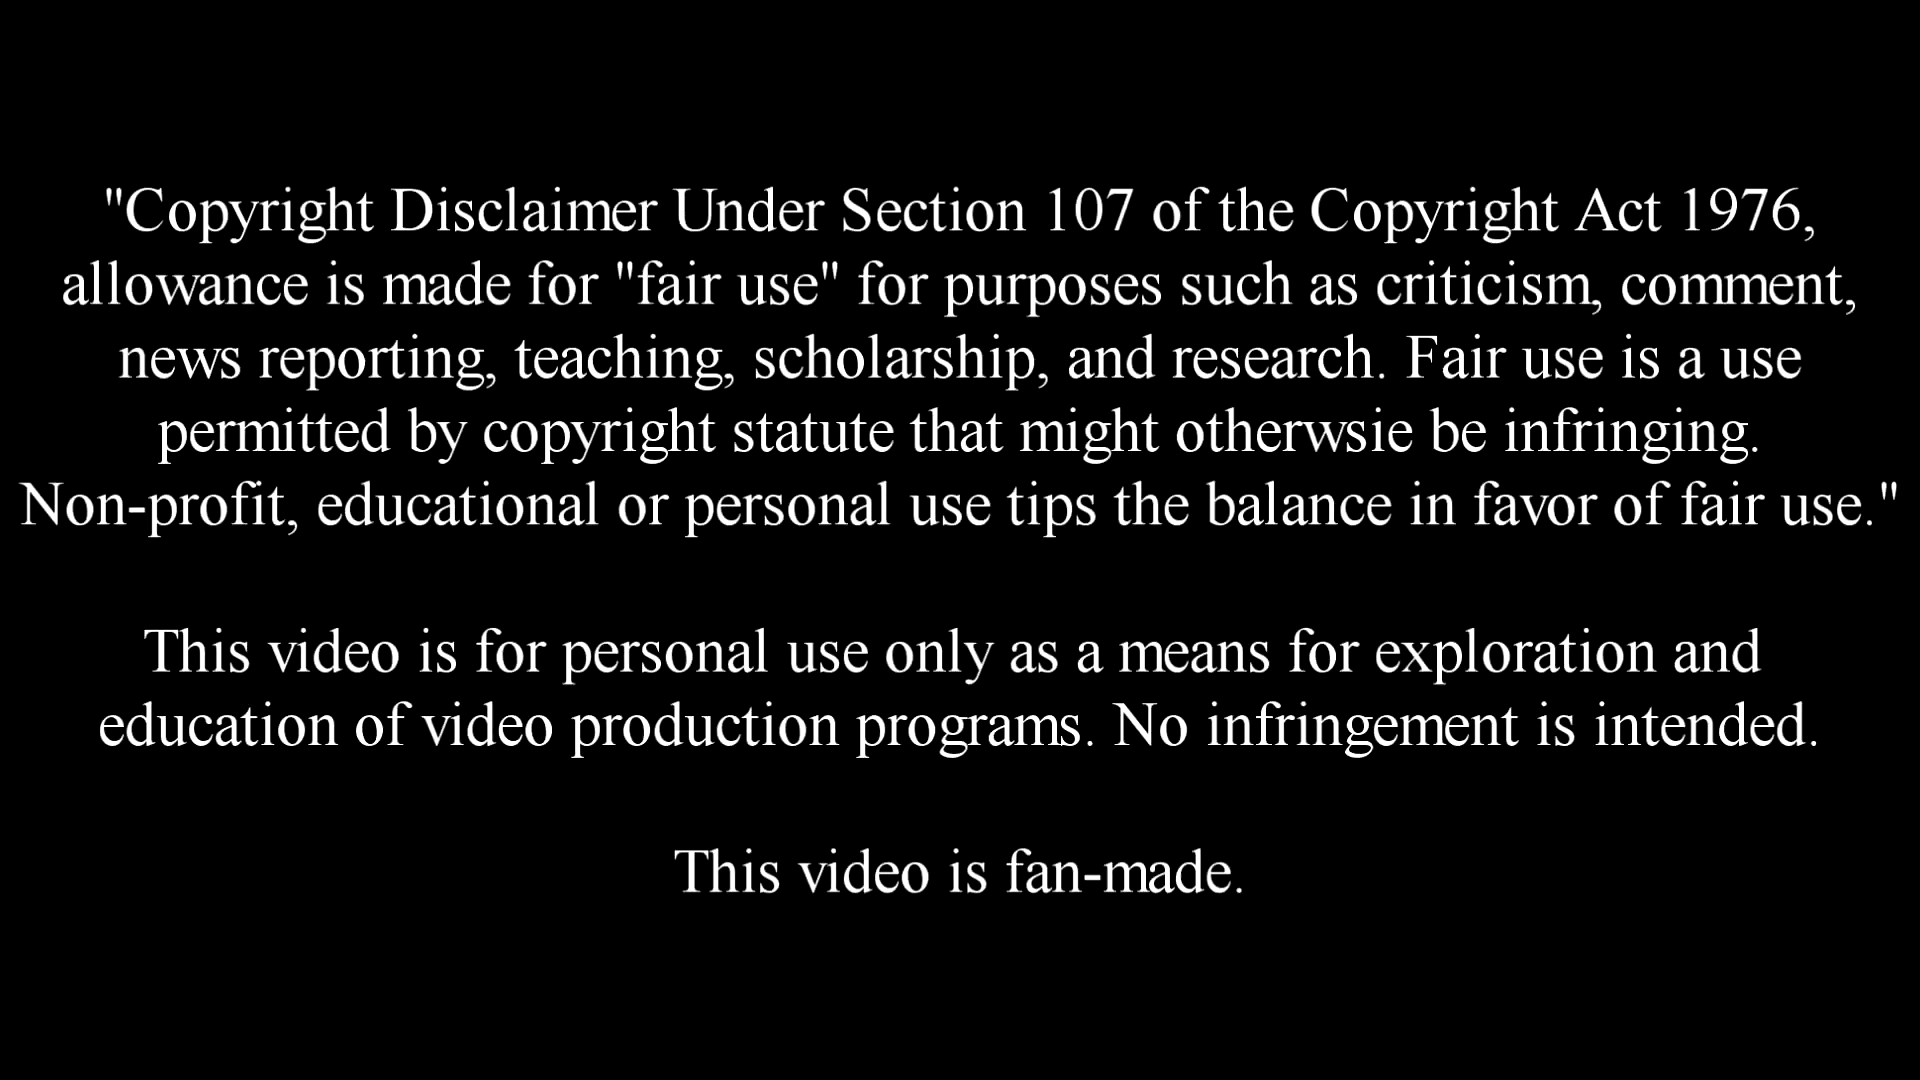 "Copyright Disclaimer Under Section 107 of the Copyright Act 1976,
allowance is made for "fair use" for purposes such as criticism, comment,
news reporting, teaching, scholarship, and research. Fair use is a use
permitted by copyright statute that might otherwsie be infringing.
Non-profit, educational or personal use tips the balance in favor of fair use."
This video is for personal use only as a means for exploration and
education of video production programs. No infringement is intended.
This video is fan-made.